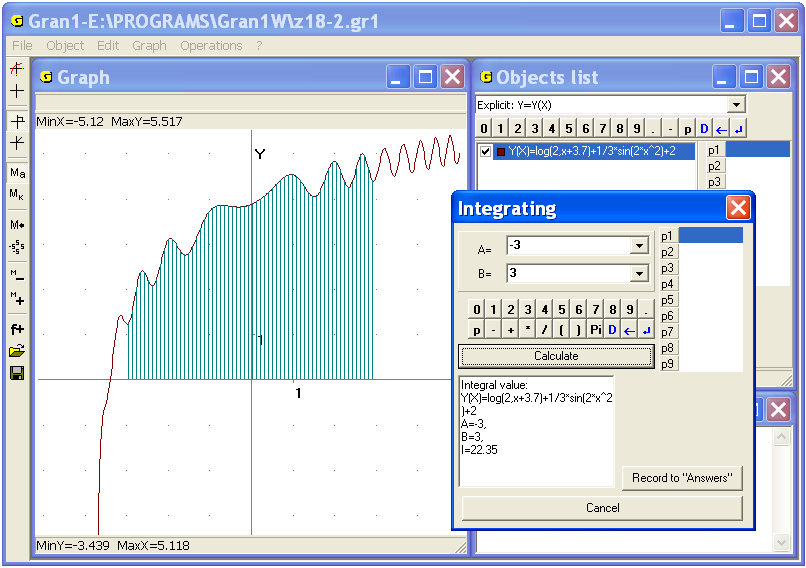 Gran1-E:\PROGRAMS\Gran1W\z18-2.gr1
File Object Edit Graph Operations ?
Graph
MinX=-5.12 MaxY=5.517
Y
1
1
MinY=-3.439 MaxX=5.118
Ma
Mк
M
M
M
f+
Objects list
Explicit: Y=Y(X)
0 1 2 3 4 5 6 7 8 9 . - p D ← ↵
Y(X)=log(2,x+3.7)+1/3*sin(2*x^2)+2
p1
p2
p3
Integrating
A= -3
B= 3
0 1 2 3 4 5 6 7 8 9 .
p - + * / ( ) Pi D ← ↵
Calculate
Integral value:
Y(X)=log(2,x+3.7)+1/3*sin(2*x^2
)+2
A=-3,
B=3,
I=22.35
p1
p2
p3
p4
p5
p6
p7
p8
p9
Record to "Answers"
Cancel